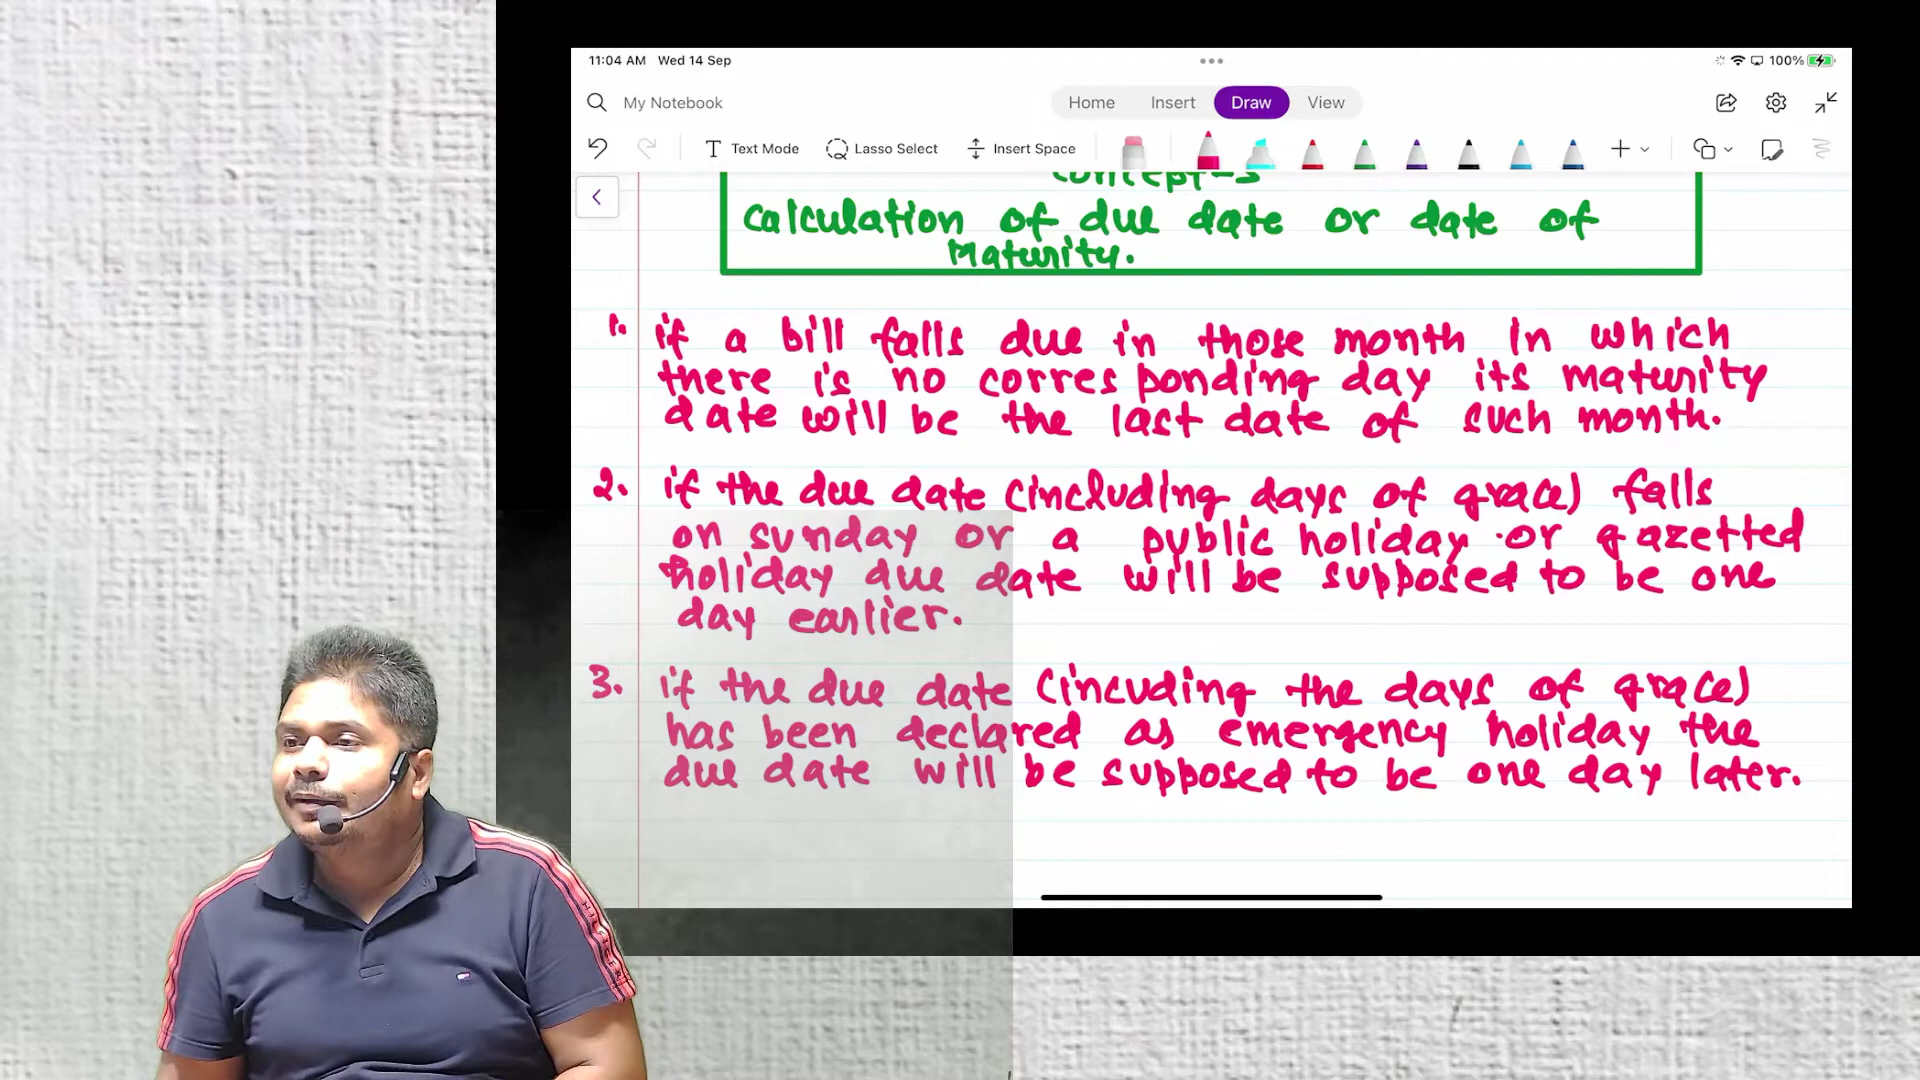 11:04 AM Wed 14 Sep
100%
My Notebook
Home Insert Draw View
Text Mode Lasso Select Insert Space
concept-3
calculation of due date or date of
Maturity.
1. if a bill falls due in those month in which
there is no corresponding day its maturity
date will be the last date of such month.
2. if the due date (including days of grace) falls
on sunday or a public holiday or gazetted
holiday due date will be supposed to be one
day earlier.
3. if the due date (incuding the days of grace)
has been declared as emergency holiday the
due date will be supposed to be one day later.